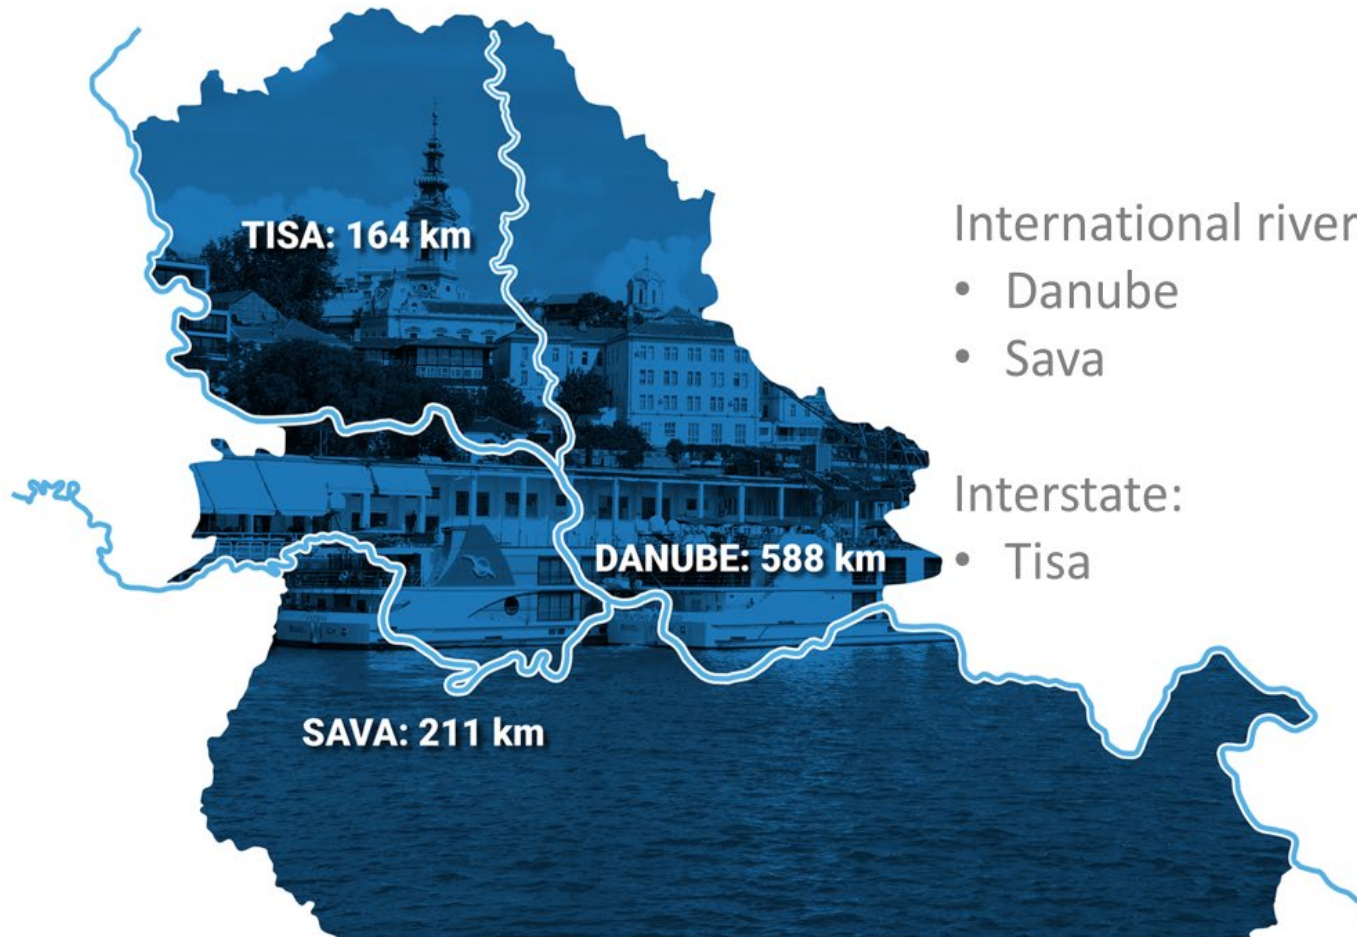 TISA: 164 km
DANUBE: 588 km
SAVA: 211 km
International river
• Danube
• Sava
Interstate:
• Tisa